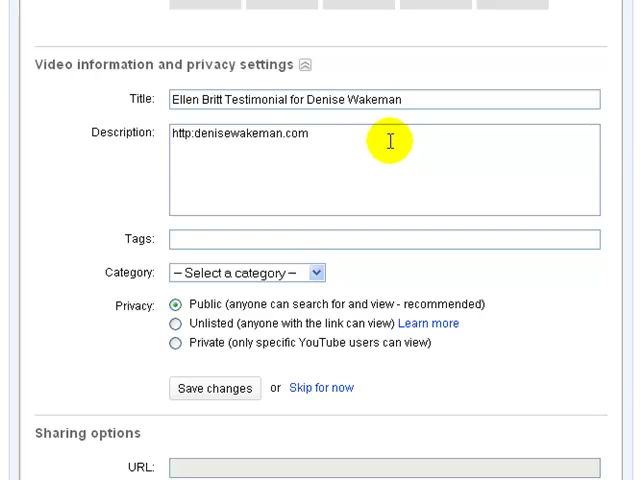 Video information and privacy settings
Title: Ellen Britt Testimonial for Denise Wakeman
Description: http:denisewakeman.com
Tags:
Category: -- Select a category --
Privacy: Public (anyone can search for and view - recommended)
Unlisted (anyone with the link can view) Learn more
Private (only specific YouTube users can view)
Save changes or Skip for now
Sharing options
URL: